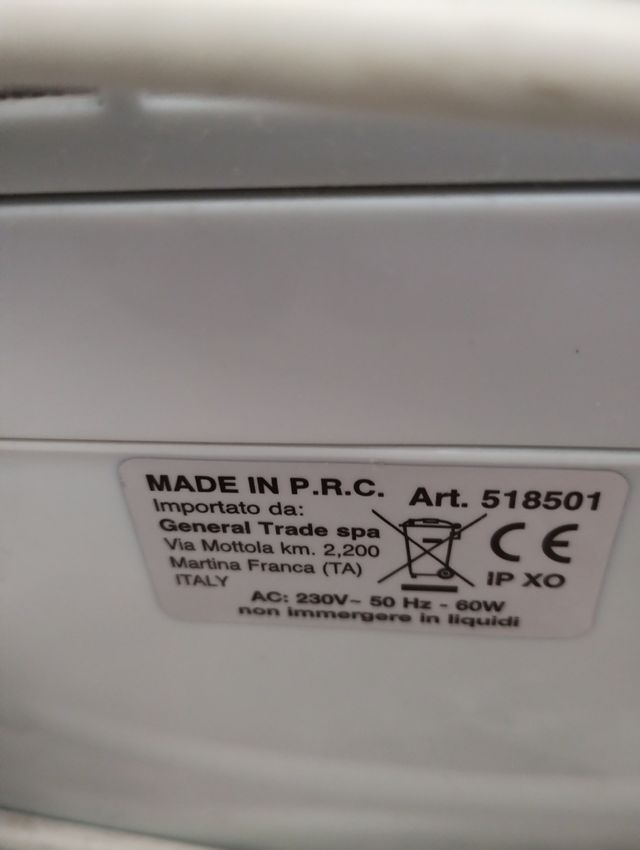 MADE IN P.R.C.
Art. 518501
Importato da:
General Trade spa
Via Mottola km. 2,200
Martina Franca (TA)
ITALY
CE
IP XO
AC: 230V~ 50 Hz - 60W
non immergere in liquidi